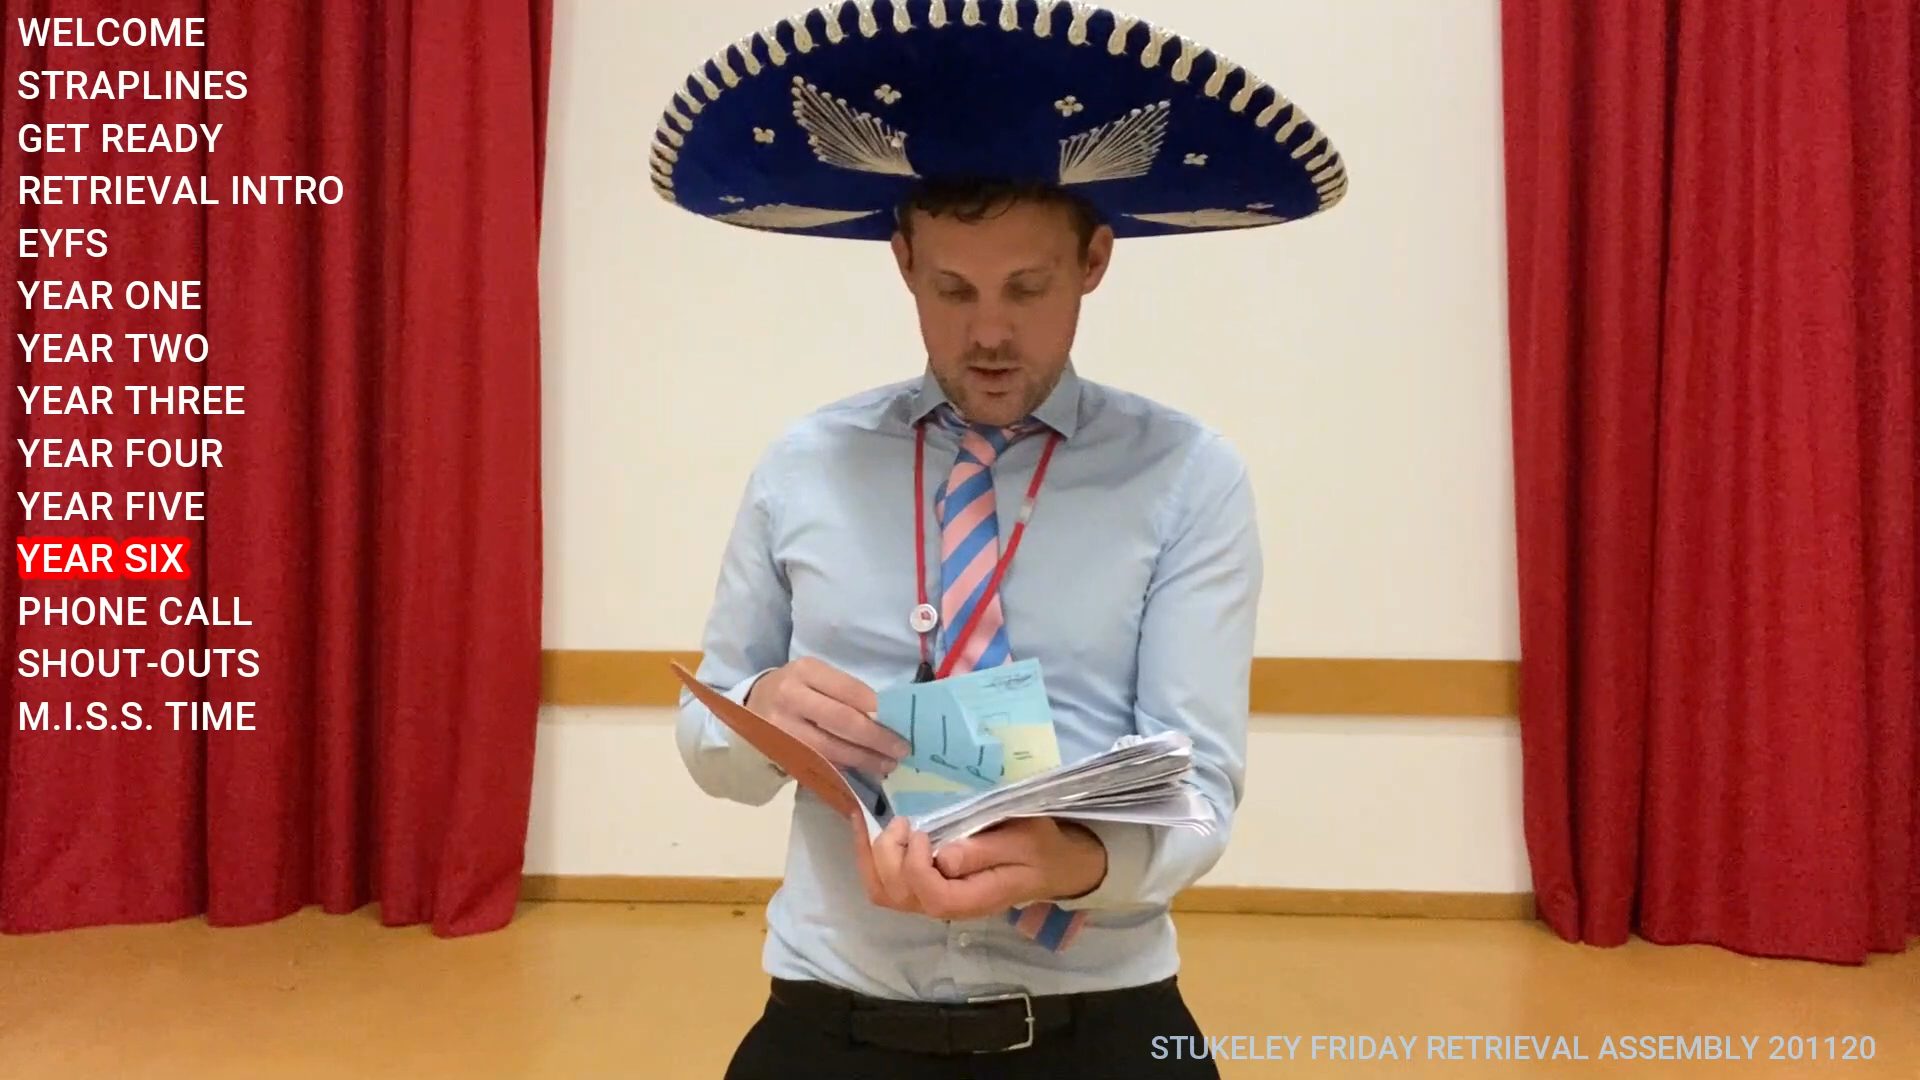 WELCOME
STRAPLINES
GET READY
RETRIEVAL INTRO
EYFS
YEAR ONE
YEAR TWO
YEAR THREE
YEAR FOUR
YEAR FIVE
YEAR SIX
PHONE CALL
SHOUT-OUTS
M.I.S.S. TIME
STUKELEY FRIDAY RETRIEVAL ASSEMBLY 201120